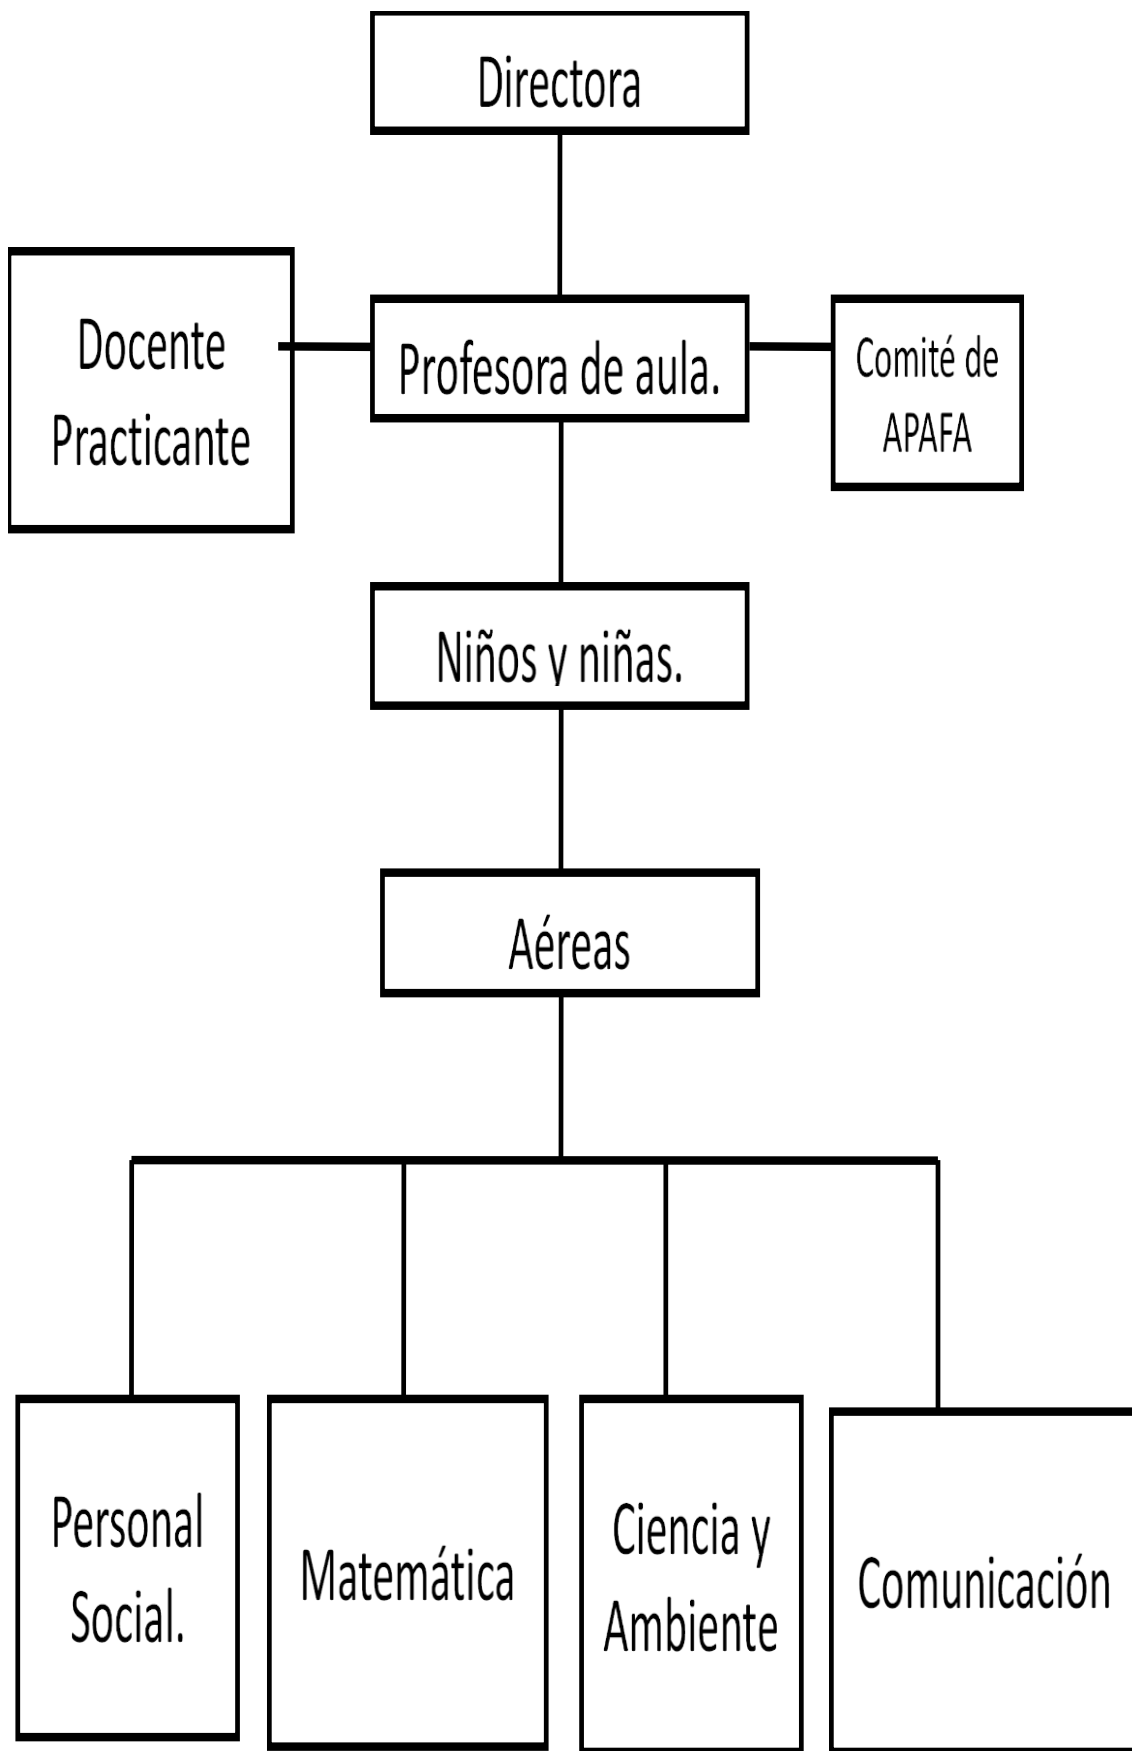 Directora
Docente
Practicante
Profesora de aula.
Comité de
APAFA
Niños y niñas.
Aéreas
Personal
Social.
Matemática
Ciencia y
Ambiente
Comunicación